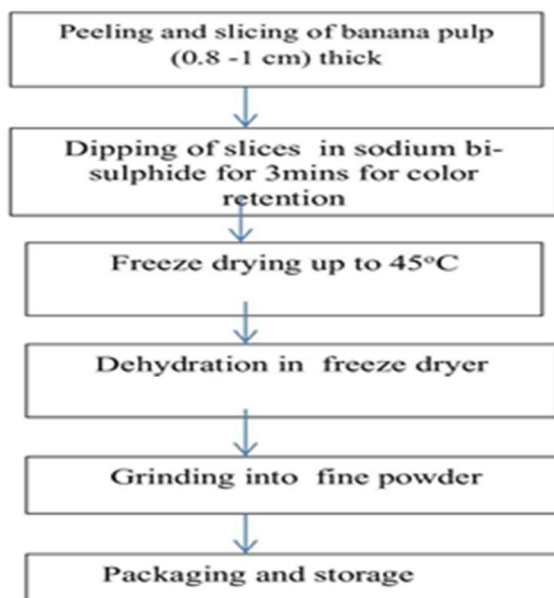 Peeling and slicing of banana pulp
(0.8 -1 cm) thick
Dipping of slices in sodium bi-
sulphide for 3mins for color
retention
Freeze drying up to 45°C
Dehydration in freeze dryer
Grinding into fine powder
Packaging and storage